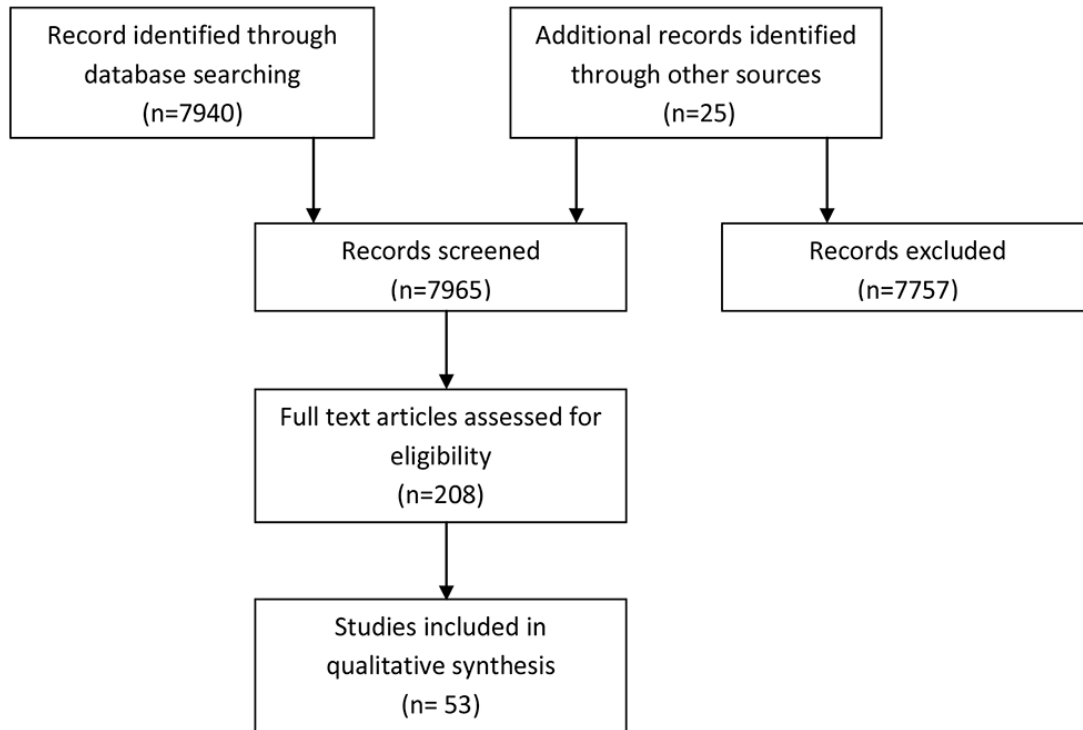 Record identified through
database searching
(n=7940)
Additional records identified
through other sources
(n=25)
Records screened
(n=7965)
Records excluded
(n=7757)
Full text articles assessed for
eligibility
(n=208)
Studies included in
qualitative synthesis
(n= 53)